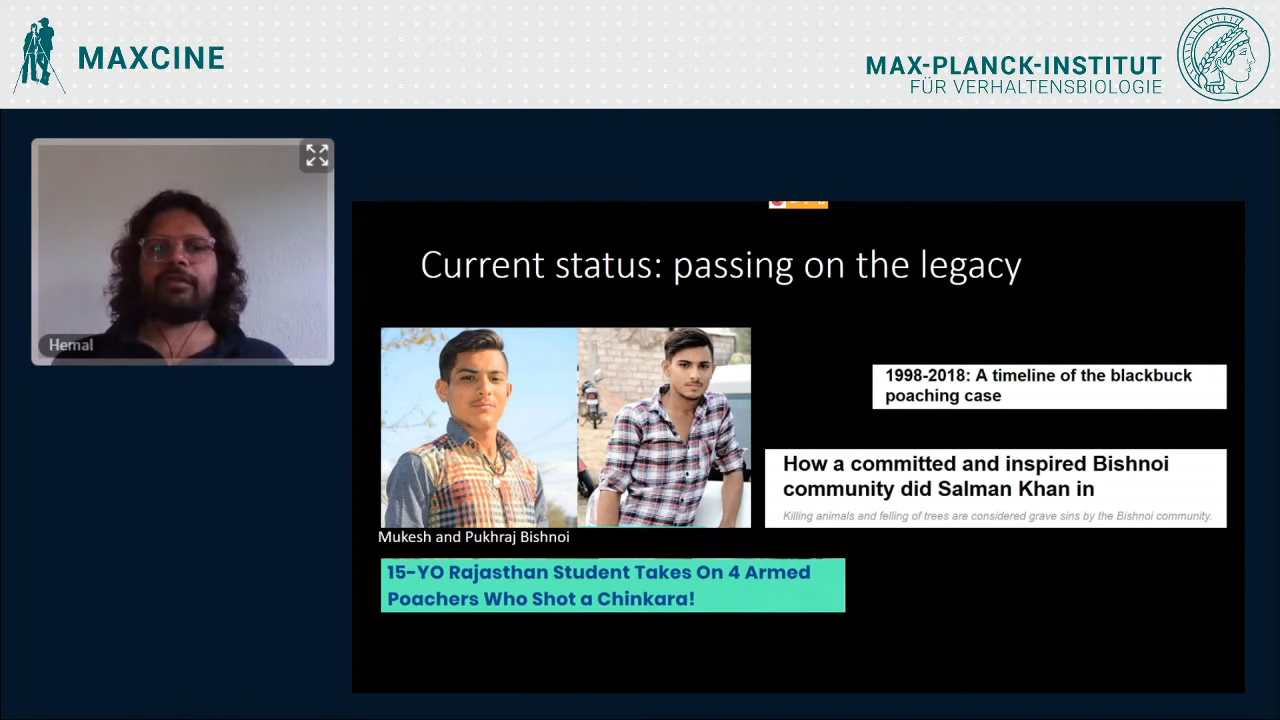 MAXCINE
MAX-PLANCK-INSTITUT
FÜR VERHALTENSBIOLOGIE
Hemal
Current status: passing on the legacy
1998-2018: A timeline of the blackbuck
poaching case
How a committed and inspired Bishnoi
community did Salman Khan in
Killing animals and felling of trees are considered grave sins by the Bishnoi community.
Mukesh and Pukhraj Bishnoi
15-YO Rajasthan Student Takes On 4 Armed
Poachers Who Shot a Chinkara!